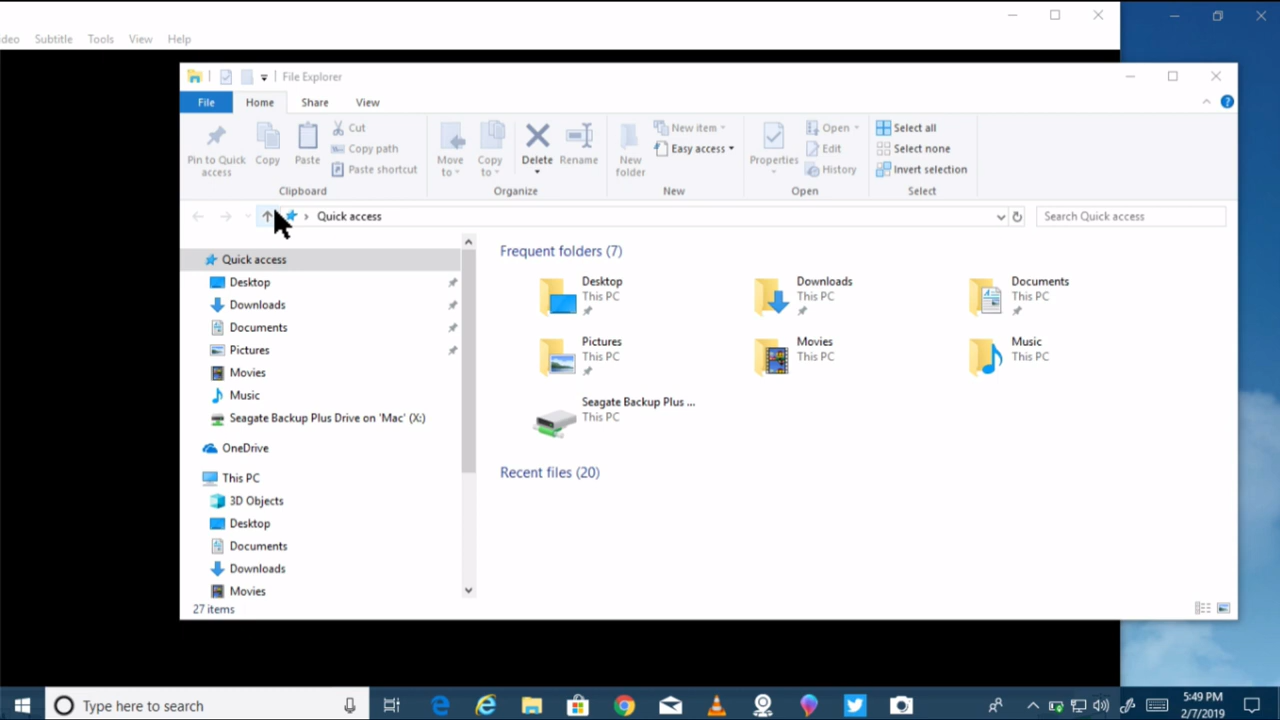 deo Subtitle Tools View Help
File Explorer
File Home Share View
Pin to Quick access
Copy
Paste
Cut
Copy path
Paste shortcut
Clipboard
Move to
Copy to
Delete
Rename
Organize
New folder
New item
Easy access
New
Properties
Open
Edit
History
Open
Select all
Select none
Invert selection
Select
Quick access
Search Quick access
Quick access
Desktop
Downloads
Documents
Pictures
Movies
Music
Seagate Backup Plus Drive on 'Mac' (X:)
OneDrive
This PC
3D Objects
Desktop
Documents
Downloads
Movies
27 items
Frequent folders (7)
Desktop
This PC
Downloads
This PC
Documents
This PC
Pictures
This PC
Movies
This PC
Music
This PC
Seagate Backup Plus ...
This PC
Recent files (20)
Type here to search
5:49 PM
2/7/2019